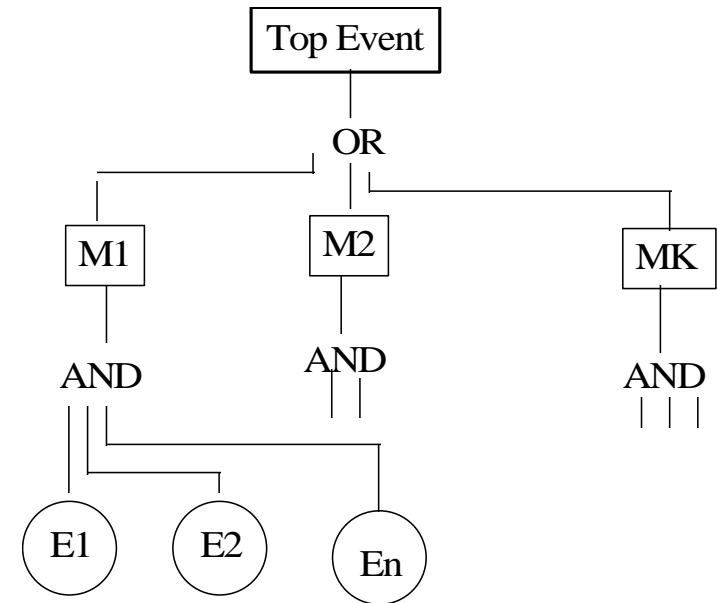 Top Event
OR
M1
M2
MK
AND
AND
AND
E1
E2
En